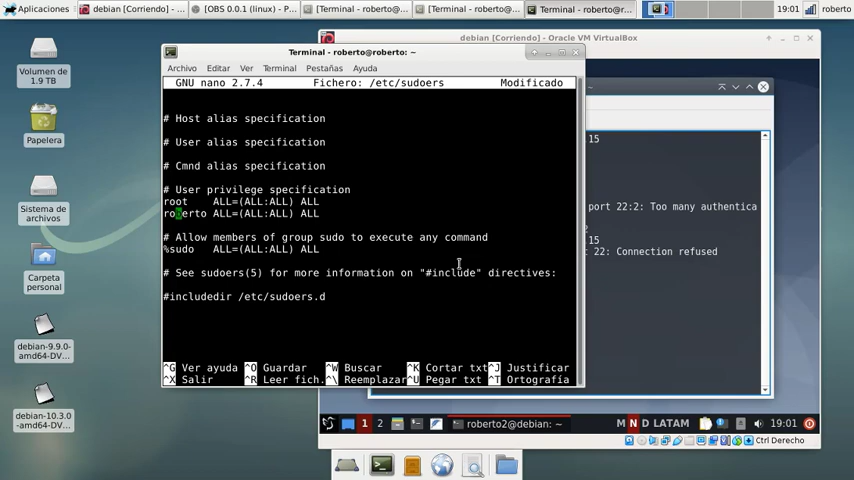 Aplicaciones
debian [Corriendo] - ...
[OBS 0.0.1 (linux) - P...
Terminal - roberto@...
[Terminal - roberto@r...
Terminal - roberto@r...
19:01
roberto
debian [Corriendo] - Oracle VM VirtualBox
Volumen de
1.9 TB
Papelera
Sistema de
archivos
Carpeta
personal
debian-9.9.0-
amd64-DV...
debian-10.3.0
-amd64-DV...
Terminal - roberto@roberto: ~
Archivo Editar Ver Terminal Pestañas Ayuda
GNU nano 2.7.4 Fichero: /etc/sudoers Modificado
# Host alias specification
# User alias specification
# Cmnd alias specification
# User privilege specification
root ALL=(ALL:ALL) ALL
roberto ALL=(ALL:ALL) ALL
# Allow members of group sudo to execute any command
%sudo ALL=(ALL:ALL) ALL
# See sudoers(5) for more information on "#include" directives:
#includedir /etc/sudoers.d
^G Ver ayuda ^O Guardar ^W Buscar ^K Cortar txt ^J Justificar
^X Salir ^R Leer fich. ^\ Reemplazar ^U Pegar txt ^T Ortografía
~
.15
port 22:2: Too many authentica
.15
t 22: Connection refused
1 2 roberto2@debian: ~ M N D LATAM 19:01
Ctrl Derecho